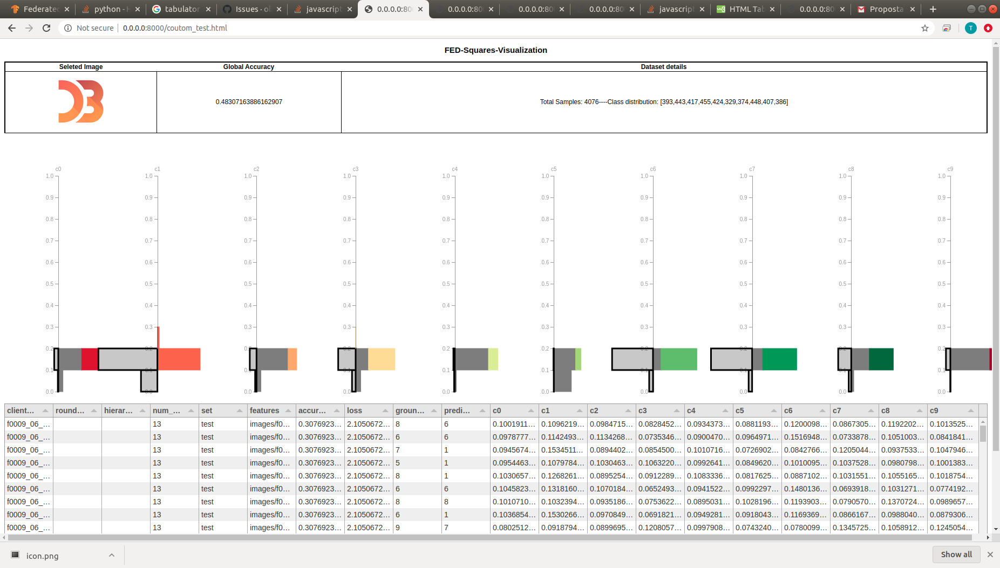 Federate python - H tabulator Issues · ol javascript 0.0.0.0:80 0.0.0.0:80 0.0.0.0:80 0.0.0.0:80 javascript HTML Tab 0.0.0.0:80 Proposta
Not secure 0.0.0.0:8000/coutom_test.html T
FED-Squares-Visualization
Seleted Image Global Accuracy Dataset details
0.48307163886162907 Total Samples: 4076----Class distribution: [393,443,417,455,424,329,374,448,407,386]
c0 c1 c2 c3 c4 c5 c6 c7 c8 c9
1.0 1.0 1.0 1.0 1.0 1.0 1.0 1.0 1.0 1.0
0.9 0.9 0.9 0.9 0.9 0.9 0.9 0.9 0.9 0.9
0.8 0.8 0.8 0.8 0.8 0.8 0.8 0.8 0.8 0.8
0.7 0.7 0.7 0.7 0.7 0.7 0.7 0.7 0.7 0.7
0.6 0.6 0.6 0.6 0.6 0.6 0.6 0.6 0.6 0.6
0.5 0.5 0.5 0.5 0.5 0.5 0.5 0.5 0.5 0.5
0.4 0.4 0.4 0.4 0.4 0.4 0.4 0.4 0.4 0.4
0.3 0.3 0.3 0.3 0.3 0.3 0.3 0.3 0.3 0.3
0.2 0.2 0.2 0.2 0.2 0.2 0.2 0.2 0.2 0.2
0.1 0.1 0.1 0.1 0.1 0.1 0.1 0.1 0.1 0.1
0.0 0.0 0.0 0.0 0.0 0.0 0.0 0.0 0.0 0.0
client... round... hierar... num_... set features accur... loss groun... predi... c0 c1 c2 c3 c4 c5 c6 c7 c8 c9
f0009_06_... 13 test images/f0... 0.3076923... 2.1050672... 8 6 0.1001911... 0.1096219... 0.0984715... 0.0828452... 0.0934373... 0.0881193... 0.1200098... 0.0867305... 0.1192202... 0.1013525...
f0009_06_... 13 test images/f0... 0.3076923... 2.1050672... 6 6 0.0978777... 0.1142493... 0.1134268... 0.0735346... 0.0900470... 0.0964971... 0.1516948... 0.0733878... 0.1051003... 0.0841841...
f0009_06_... 13 test images/f0... 0.3076923... 2.1050672... 7 1 0.0945674... 0.1534511... 0.0894402... 0.0854500... 0.1010716... 0.0726902... 0.0842766... 0.1205044... 0.0937533... 0.1047946...
f0009_06_... 13 test images/f0... 0.3076923... 2.1050672... 5 1 0.0954463... 0.1079784... 0.1030463... 0.1063220... 0.0992641... 0.0849620... 0.1010095... 0.1037528... 0.0980798... 0.1001383...
f0009_06_... 13 test images/f0... 0.3076923... 2.1050672... 8 1 0.1030657... 0.1268261... 0.0895254... 0.0912289... 0.1083336... 0.0817625... 0.0887102... 0.1031551... 0.1055165... 0.1018754...
f0009_06_... 13 test images/f0... 0.3076923... 2.1050672... 6 6 0.1045823... 0.1318160... 0.1070184... 0.0652493... 0.0941522... 0.0992297... 0.1480136... 0.0693918... 0.1031271... 0.0774192...
f0009_06_... 13 test images/f0... 0.3076923... 2.1050672... 8 8 0.1010710... 0.1032394... 0.0935186... 0.0753622... 0.0895031... 0.1028196... 0.1193903... 0.0790570... 0.1370724... 0.0989657...
f0009_06_... 13 test images/f0... 0.3076923... 2.1050672... 6 1 0.1036854... 0.1530266... 0.0970849... 0.0691821... 0.0949281... 0.0918043... 0.1169369... 0.0866167... 0.0988040... 0.0879306...
f0009_06_... 13 test images/f0... 0.3076923... 2.1050672... 9 7 0.0802512... 0.0918794... 0.0899695... 0.1208057... 0.0997908... 0.0743240... 0.0780099... 0.1345725... 0.1058912... 0.1245054...
icon.png Show all